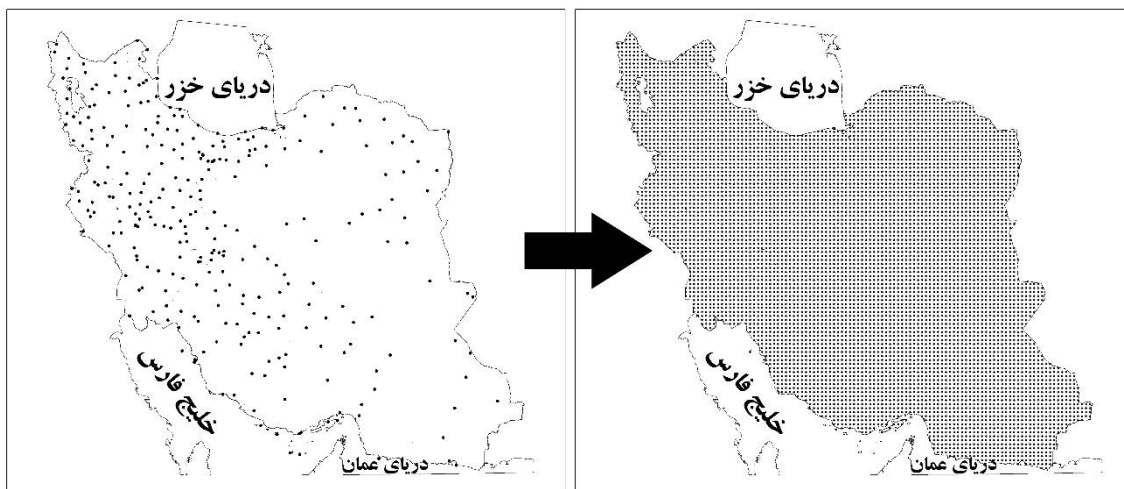 دریای خزر
خلیج فارس
دریای عمان
دریای خزر
خلیج فارس
دریای عمان